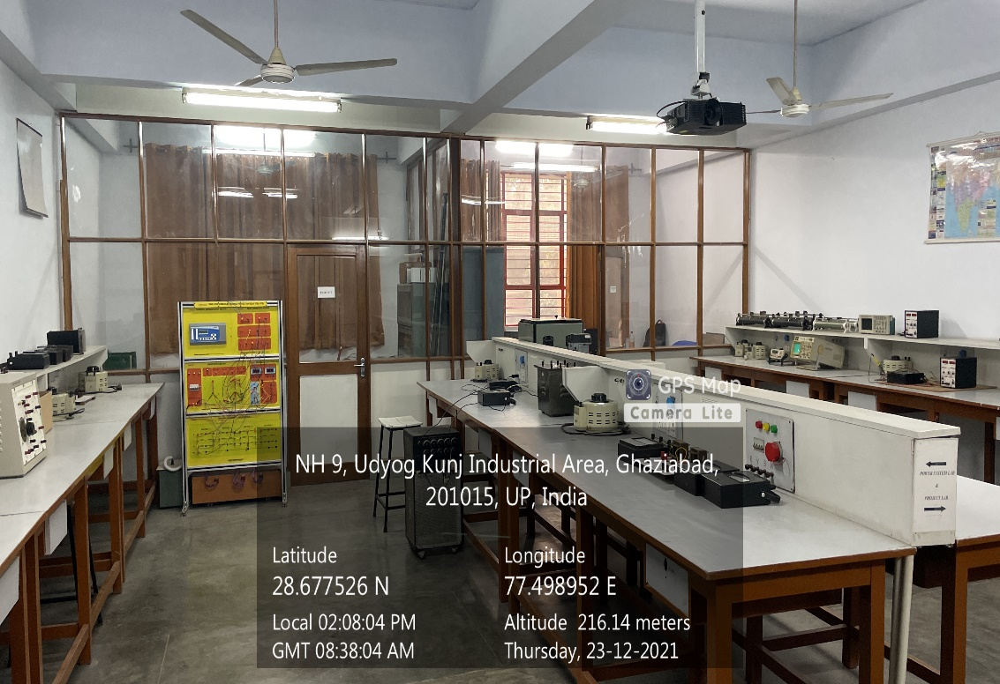 GPS Map
Camera Lite
POWER SYSTEM LAB
&
PROJECT LAB
NH 9, Udyog Kunj Industrial Area, Ghaziabad,
201015, UP, India
Latitude
28.677526 N
Longitude
77.498952 E
Local 02:08:04 PM
GMT 08:38:04 AM
Altitude 216.14 meters
Thursday, 23-12-2021